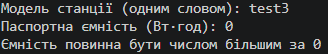 Модель станції (одним словом): test3
Паспортна ємність (Вт·год): 0
Ємність повинна бути числом більшим за 0